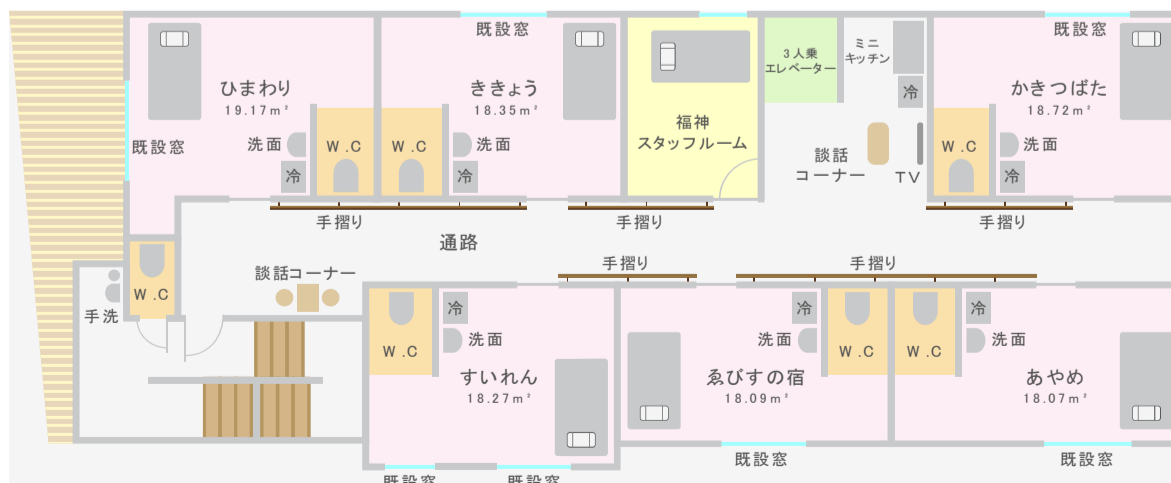 既設窓
既設窓
3人乗
エレベーター
ミニ
キッチン
ひまわり
19.17㎡
ききょう
18.35㎡
かきつばた
18.72㎡
冷
福神
スタッフルーム
既設窓
洗面
W.C
W.C
洗面
談話
コーナー
TV
W.C
洗面
冷
冷
冷
手摺り
手摺り
手摺り
通路
談話コーナー
手摺り
手摺り
W.C
手洗
冷
洗面
W.C
冷
洗面
W.C
W.C
冷
洗面
すいれん
18.27㎡
ゑびすの宿
18.09㎡
あやめ
18.07㎡
既設窓
既設窓
既設窓
既設窓